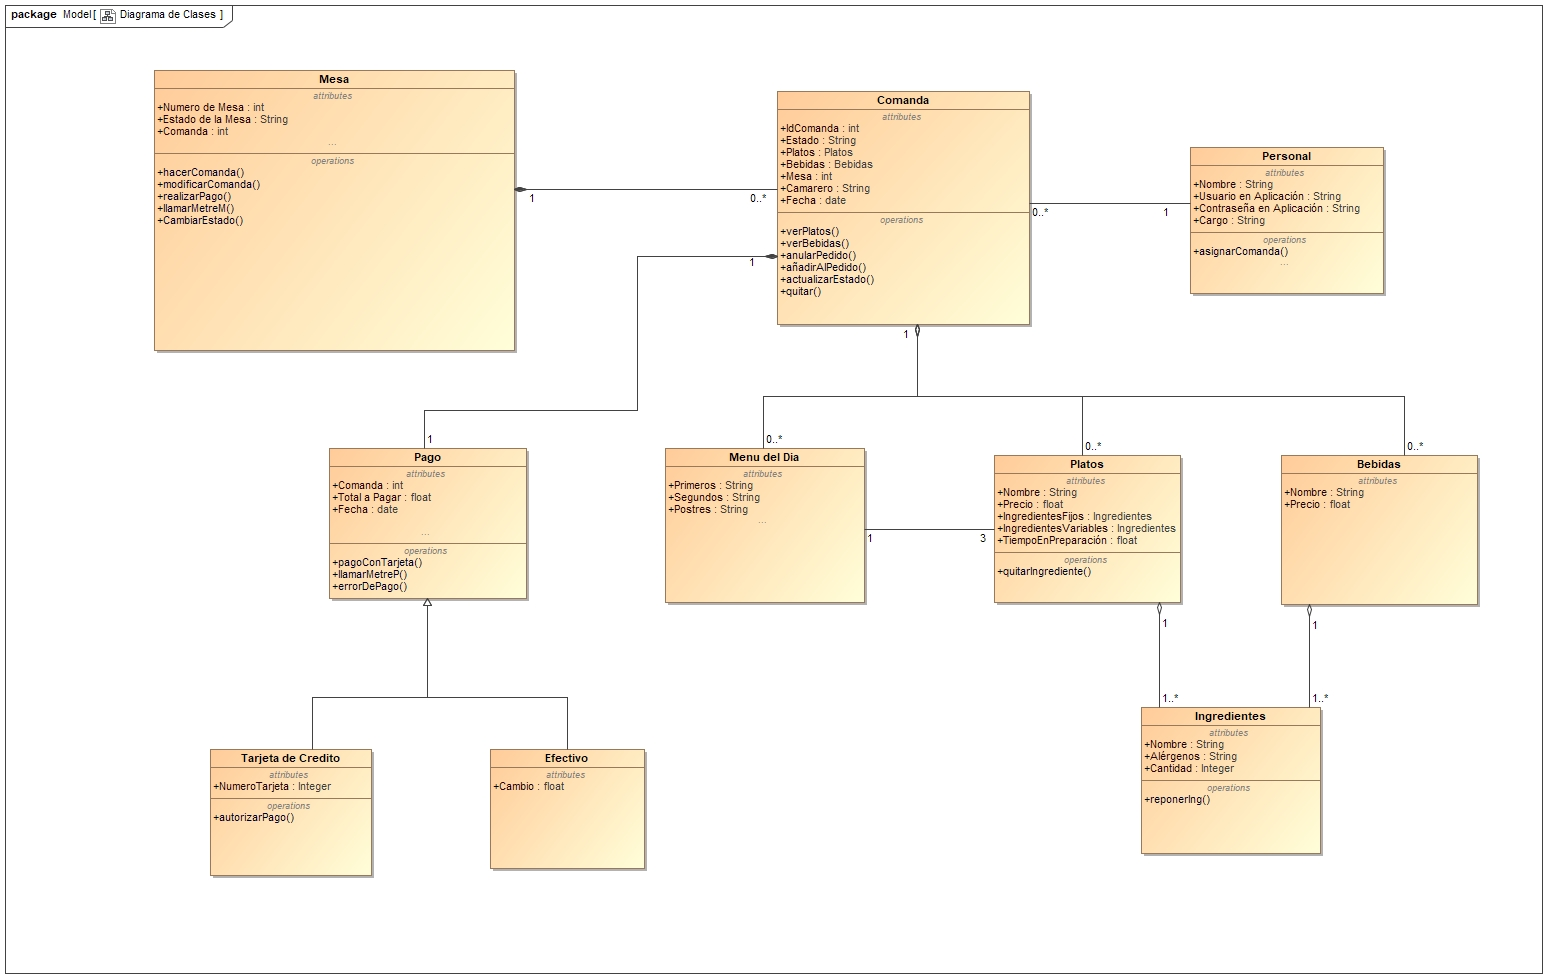 package Model[ Diagrama de Clases ]
Mesa
attributes
+Numero de Mesa : int
+Estado de la Mesa : String
+Comanda : int
...
operations
+hacerComanda()
+modificarComanda()
+realizarPago()
+llamarMetreM()
+CambiarEstado()
1
0..*
Comanda
attributes
+IdComanda : int
+Estado : String
+Platos : Platos
+Bebidas : Bebidas
+Mesa : int
+Camarero : String
+Fecha : date
operations
+verPlatos()
+verBebidas()
+anularPedido()
+añadirAlPedido()
+actualizarEstado()
+quitar()
0..*
1
Personal
attributes
+Nombre : String
+Usuario en Aplicación : String
+Contraseña en Aplicación : String
+Cargo : String
operations
+asignarComanda()
...
1
1
1
0..*
0..*
0..*
Pago
attributes
+Comanda : int
+Total a Pagar : float
+Fecha : date
...
operations
+pagoConTarjeta()
+llamarMetreP()
+errorDePago()
Menu del Dia
attributes
+Primeros : String
+Segundos : String
+Postres : String
...
1
3
Platos
attributes
+Nombre : String
+Precio : float
+IngredientesFijos : Ingredientes
+IngredientesVariables : Ingredientes
+TiempoEnPreparación : float
operations
+quitarIngrediente()
Bebidas
attributes
+Nombre : String
+Precio : float
1
1
1..*
1..*
Tarjeta de Credito
attributes
+NumeroTarjeta : Integer
operations
+autorizarPago()
Efectivo
attributes
+Cambio : float
Ingredientes
attributes
+Nombre : String
+Alérgenos : String
+Cantidad : Integer
operations
+reponerIng()